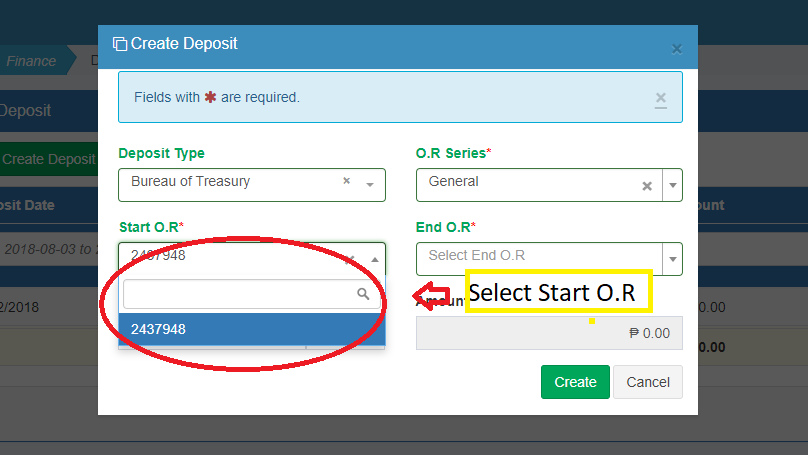 Create Deposit
×
Finance
D
Deposit
Fields with * are required.
×
Create Deposit
Deposit Type
O.R Series*
Bureau of Treasury
×
General
×
osit Date
ount
Start O.R*
End O.R*
2018-08-03 to 2
2437948
Select End O.R
Select Start O.R
Amount
2/2018
0.00
2437948
₱ 0.00
0.00
Create
Cancel